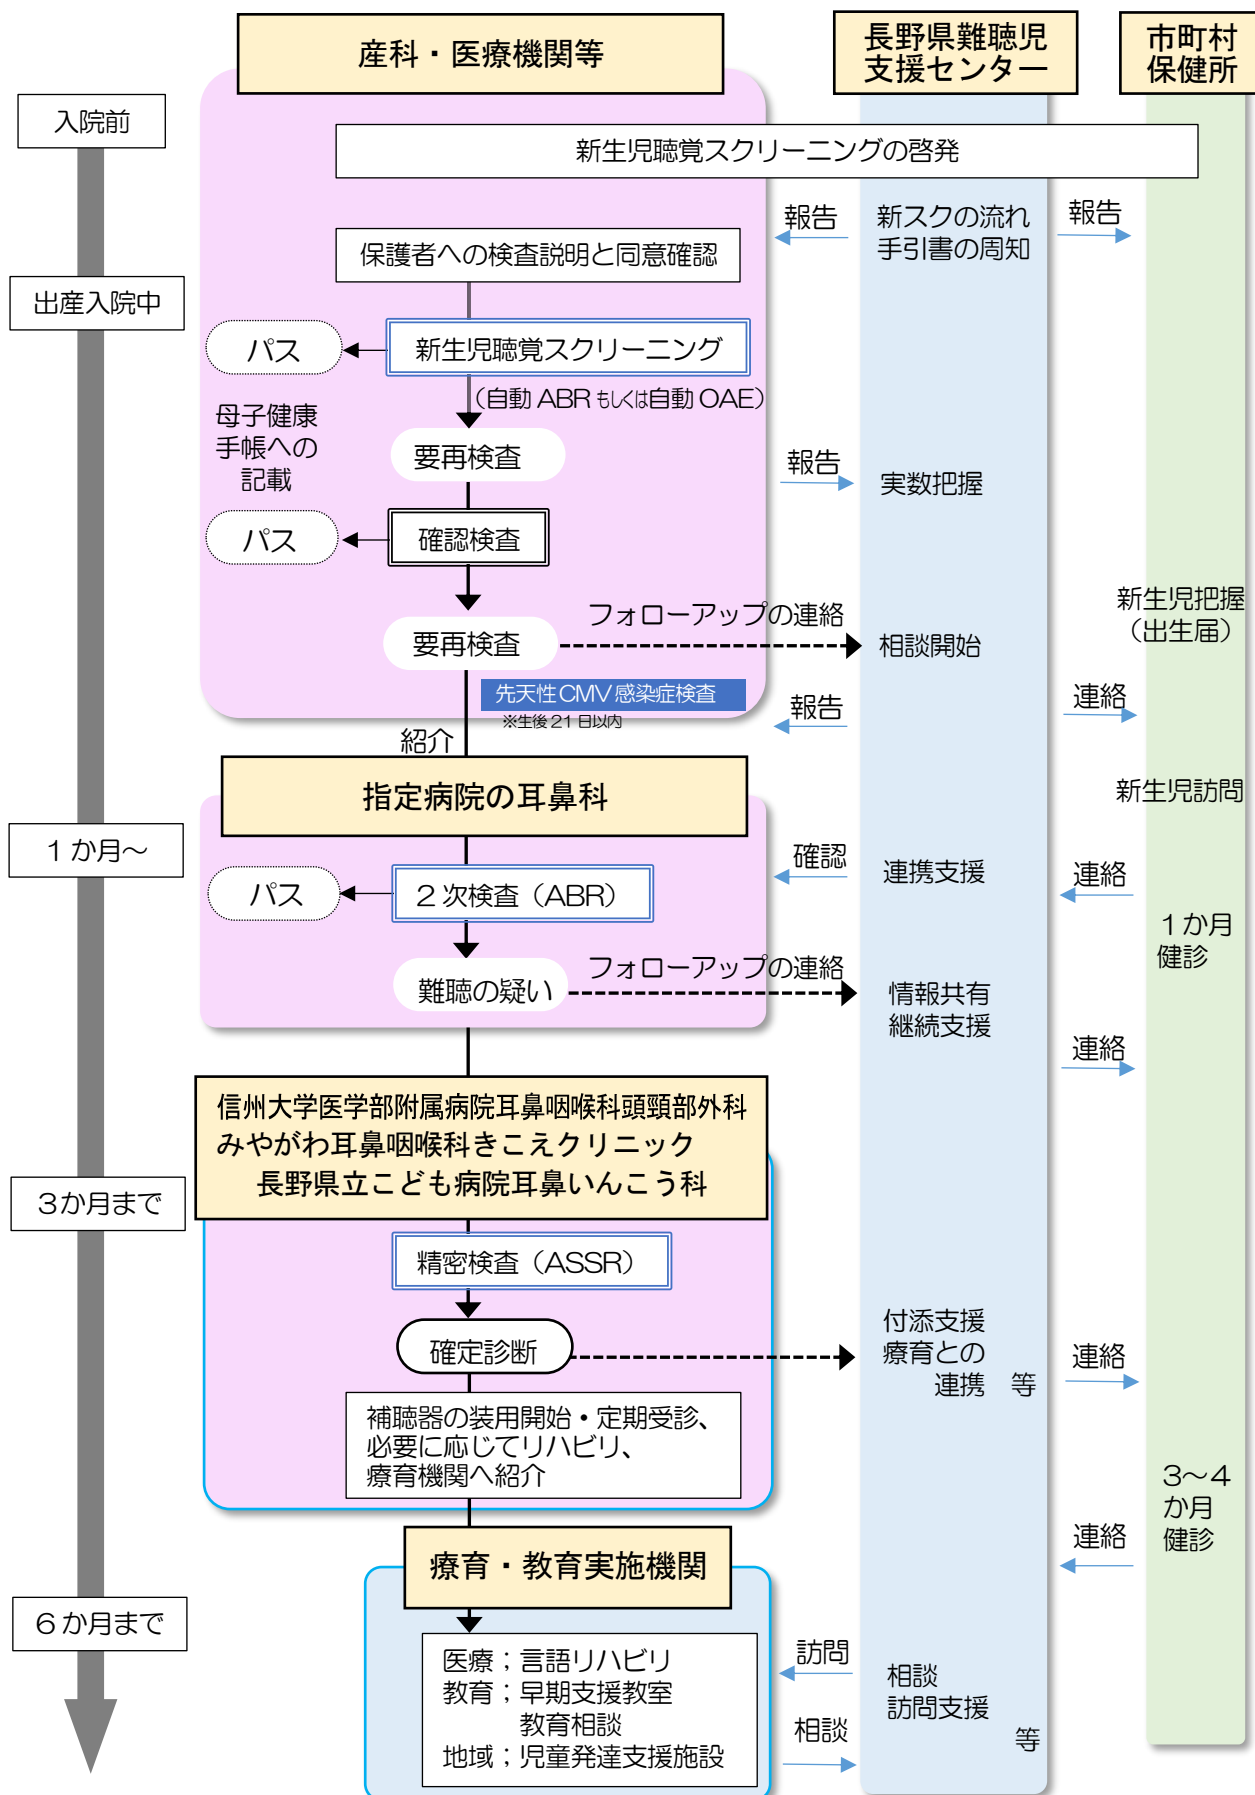 産科・医療機関等
長野県難聴児
支援センター
市町村
保健所
入院前
新生児聴覚スクリーニングの啓発
報告
新スクの流れ
手引書の周知
報告
保護者への検査説明と同意確認
出産入院中
パス
新生児聴覚スクリーニング
（自動 ABR もしくは自動 OAE）
母子健康
手帳への
記載
要再検査
報告
実数把握
パス
確認検査
新生児把握
（出生届）
フォローアップの連絡
要再検査
相談開始
先天性 CMV 感染症検査
※生後 21 日以内
報告
連絡
紹介
指定病院の耳鼻科
新生児訪問
１か月～
確認
連携支援
連絡
パス
２次検査（ABR）
１か月
健診
フォローアップの連絡
難聴の疑い
情報共有
継続支援
連絡
信州大学医学部附属病院耳鼻咽喉科頭頸部外科
みやがわ耳鼻咽喉科きこえクリニック
長野県立こども病院耳鼻いんこう科
３か月まで
精密検査（ASSR）
確定診断
付添支援
療育との
連携　等
連絡
補聴器の装用開始・定期受診、
必要に応じてリハビリ、
療育機関へ紹介
３～４
か月
健診
連絡
療育・教育実施機関
６か月まで
医療；言語リハビリ
教育；早期支援教室
教育相談
地域；児童発達支援施設
訪問
相談
訪問支援
等
相談